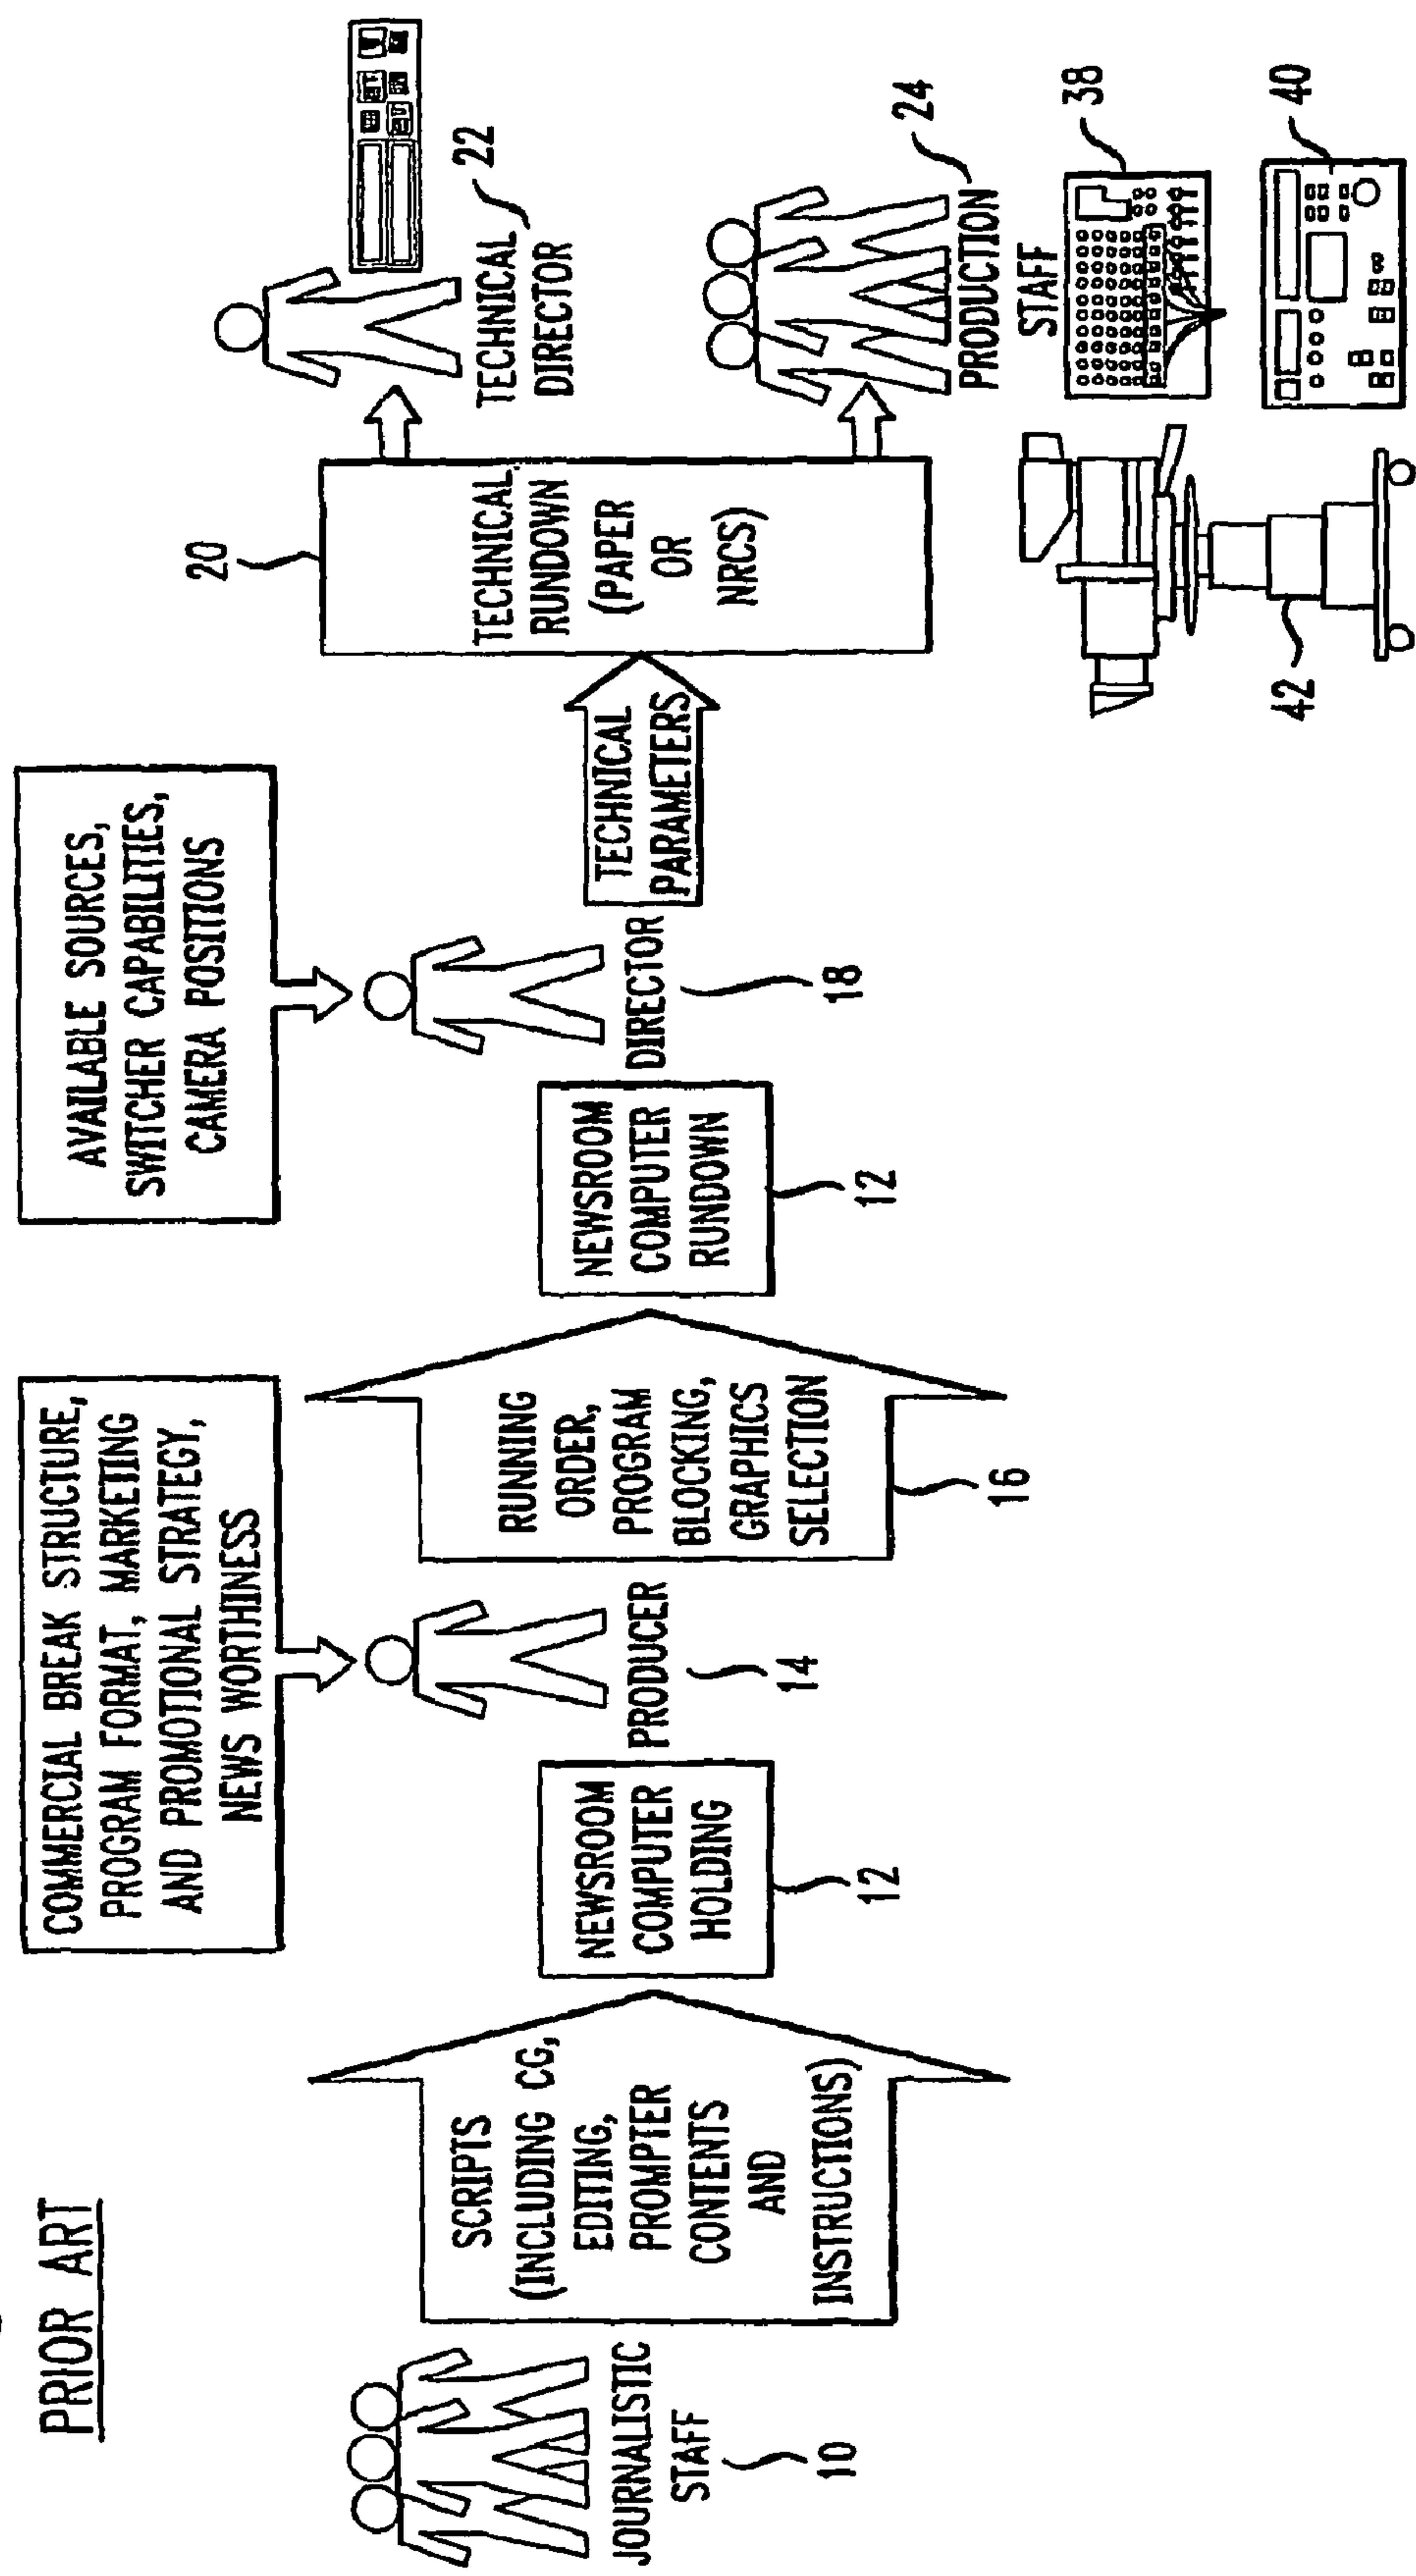 PRIOR ART
COMMERCIAL BREAK STRUCTURE,
PROGRAM FORMAT, MARKETING
AND PROMOTIONAL STRATEGY,
NEWS WORTHINESS
AVAILABLE SOURCES,
SWITCHER CAPABILITIES,
CAMERA POSITIONS
JOURNALISTIC
STAFF
10
SCRIPTS
(INCLUDING CG,
EDITING,
PROMPTER
CONTENTS
AND
INSTRUCTIONS)
NEWSROOM
COMPUTER
HOLDING
12
PRODUCER
14
RUNNING
ORDER,
PROGRAM
BLOCKING,
GRAPHICS
SELECTION
16
NEWSROOM
COMPUTER
RUNDOWN
12
DIRECTOR
18
TECHNICAL
PARAMETERS
20
TECHNICAL
RUNDOWN
(PAPER
OR
NRCS)
TECHNICAL
DIRECTOR
22
PRODUCTION
STAFF
24
38
40
42